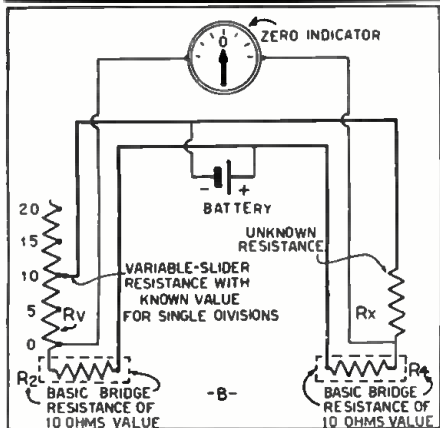 ZERO INDICATOR
0
- +
BATTERY
20
15
10
5
0
Rv
VARIABLE-SLIDER
RESISTANCE WITH
KNOWN VALUE
FOR SINGLE DIVISIONS
UNKNOWN
RESISTANCE
Rx
R2
BASIC BRIDGE
RESISTANCE OF
10 OHMS VALUE
-B-
R4
BASIC BRIDGE
RESISTANCE OF
10 OHMS VALUE